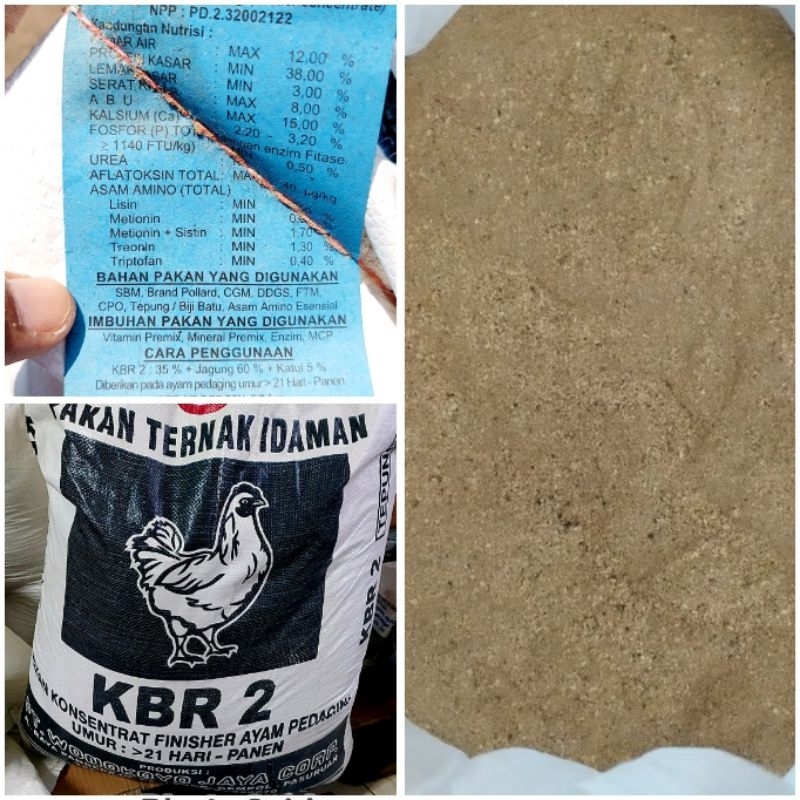 NPP : PD.2.32002122
Kandungan Nutrisi :
AIR : MAX 12,00 %
KASAR : MIN 38,00 %
MIN 3,00 %
SERAT MAX 8,00 %
A B U MAX 15,00 %
KALSIUM (Ca) 2,20 - 3,20 %
FOSFOR (P)
≥ 1140 FTU/kg) enzim Fitase
UREA 0,50 %
AFLATOKSIN TOTAL: µg/kg
ASAM AMINO (TOTAL)
Lisin : MIN %
Metionin : MIN %
Metionin + Sistin : MIN 1,70
Treonin : MIN 1,30 %
Triptofan : MIN 0,40 %
BAHAN PAKAN YANG DIGUNAKAN
SBM, Brand Pollard, CGM, DDGS, FTM,
CPO, Tepung / Biji Batu, Asam Amino Esensial
IMBUHAN PAKAN YANG DIGUNAKAN
Vitamin Premix, Mineral Premix, Enzim, MCP
CARA PENGGUNAAN
KBR 2 : 35 % + Jagung 60 % + Katul 5 %
Diberikan pada ayam pedaging umur > 21 Hari - Panen
PAKAN TERNAK IDAMAN
KBR 2
KONSENTRAT FINISHER AYAM PEDAGING
UMUR : >21 HARI - PANEN
PRODUKSI :
PT. WONOKOYO JAYA CORP.
PASURUAN
KBR 2